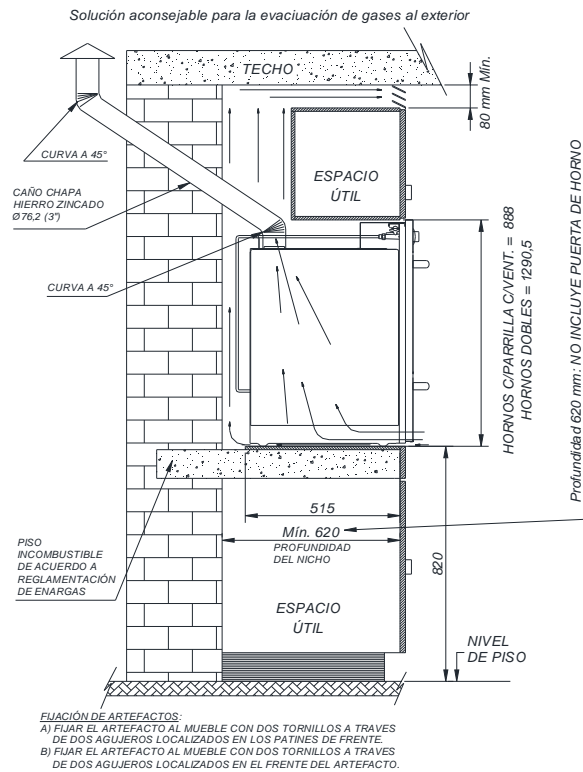 Solución aconsejable para la evaciuación de gases al exterior
TECHO
80 mm Mín.
CURVA A 45°
CAÑO CHAPA
HIERRO ZINCADO
Ø76,2 (3")
CURVA A 45°
ESPACIO
ÚTIL
HORNOS C/PARRILLA C/VENT. = 888
HORNOS DOBLES = 1290,5
Profundidad 620 mm: NO INCLUYE PUERTA DE HORNO
515
Mín. 620
PROFUNDIDAD
DEL NICHO
820
PISO
INCOMBUSTIBLE
DE ACUERDO A
REGLAMENTACIÓN
DE ENARGAS
ESPACIO
ÚTIL
NIVEL
DE PISO
FIJACIÓN DE ARTEFACTOS:
A) FIJAR EL ARTEFACTO AL MUEBLE CON DOS TORNILLOS A TRAVES
DE DOS AGUJEROS LOCALIZADOS EN LOS PATINES DE FRENTE.
B) FIJAR EL ARTEFACTO AL MUEBLE CON DOS TORNILLOS A TRAVES
DE DOS AGUJEROS LOCALIZADOS EN EL FRENTE DEL ARTEFACTO.